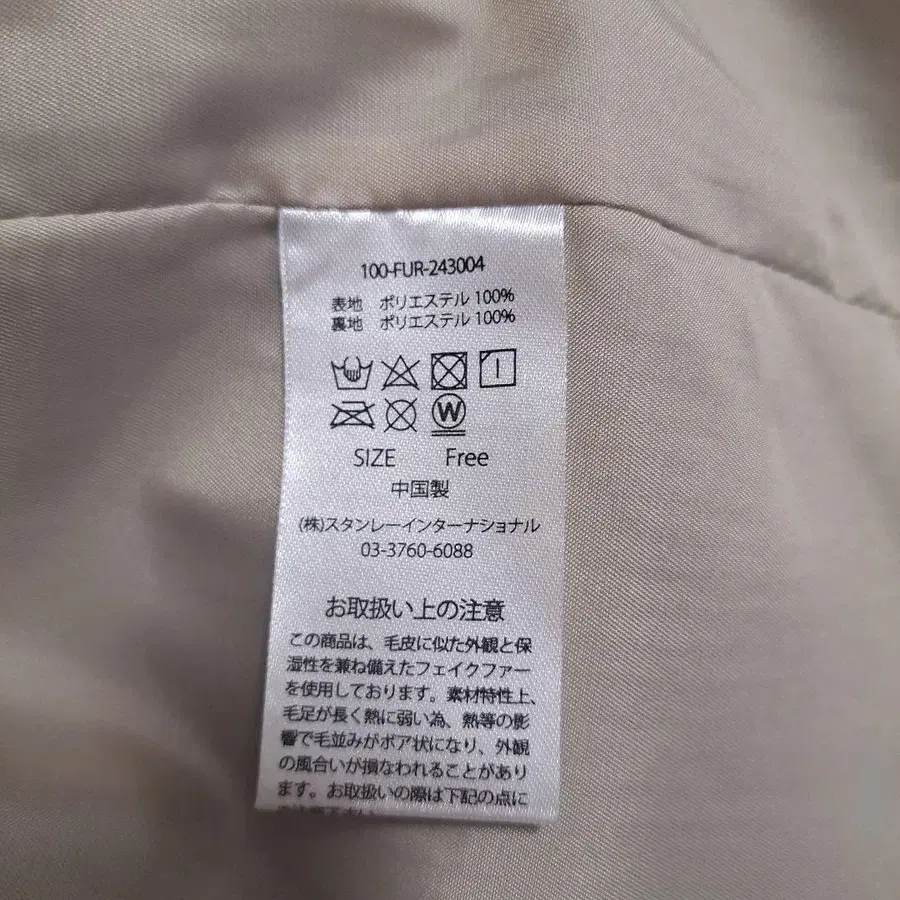 100-FUR-243004
表地 ポリエステル 100%
裏地 ポリエステル 100%
W
SIZE Free
中国製
(株)スタンレーインターナショナル
03-3760-6088
お取扱い上の注意
この商品は、毛皮に似た外観と保
湿性を兼ね備えたフェイクファー
を使用しております。素材特性上、
毛足が長く熱に弱い為、熱等の影
響で毛並みがボア状になり、外観
の風合いが損なわれることがあり
ます。お取扱いの際は下記の点に